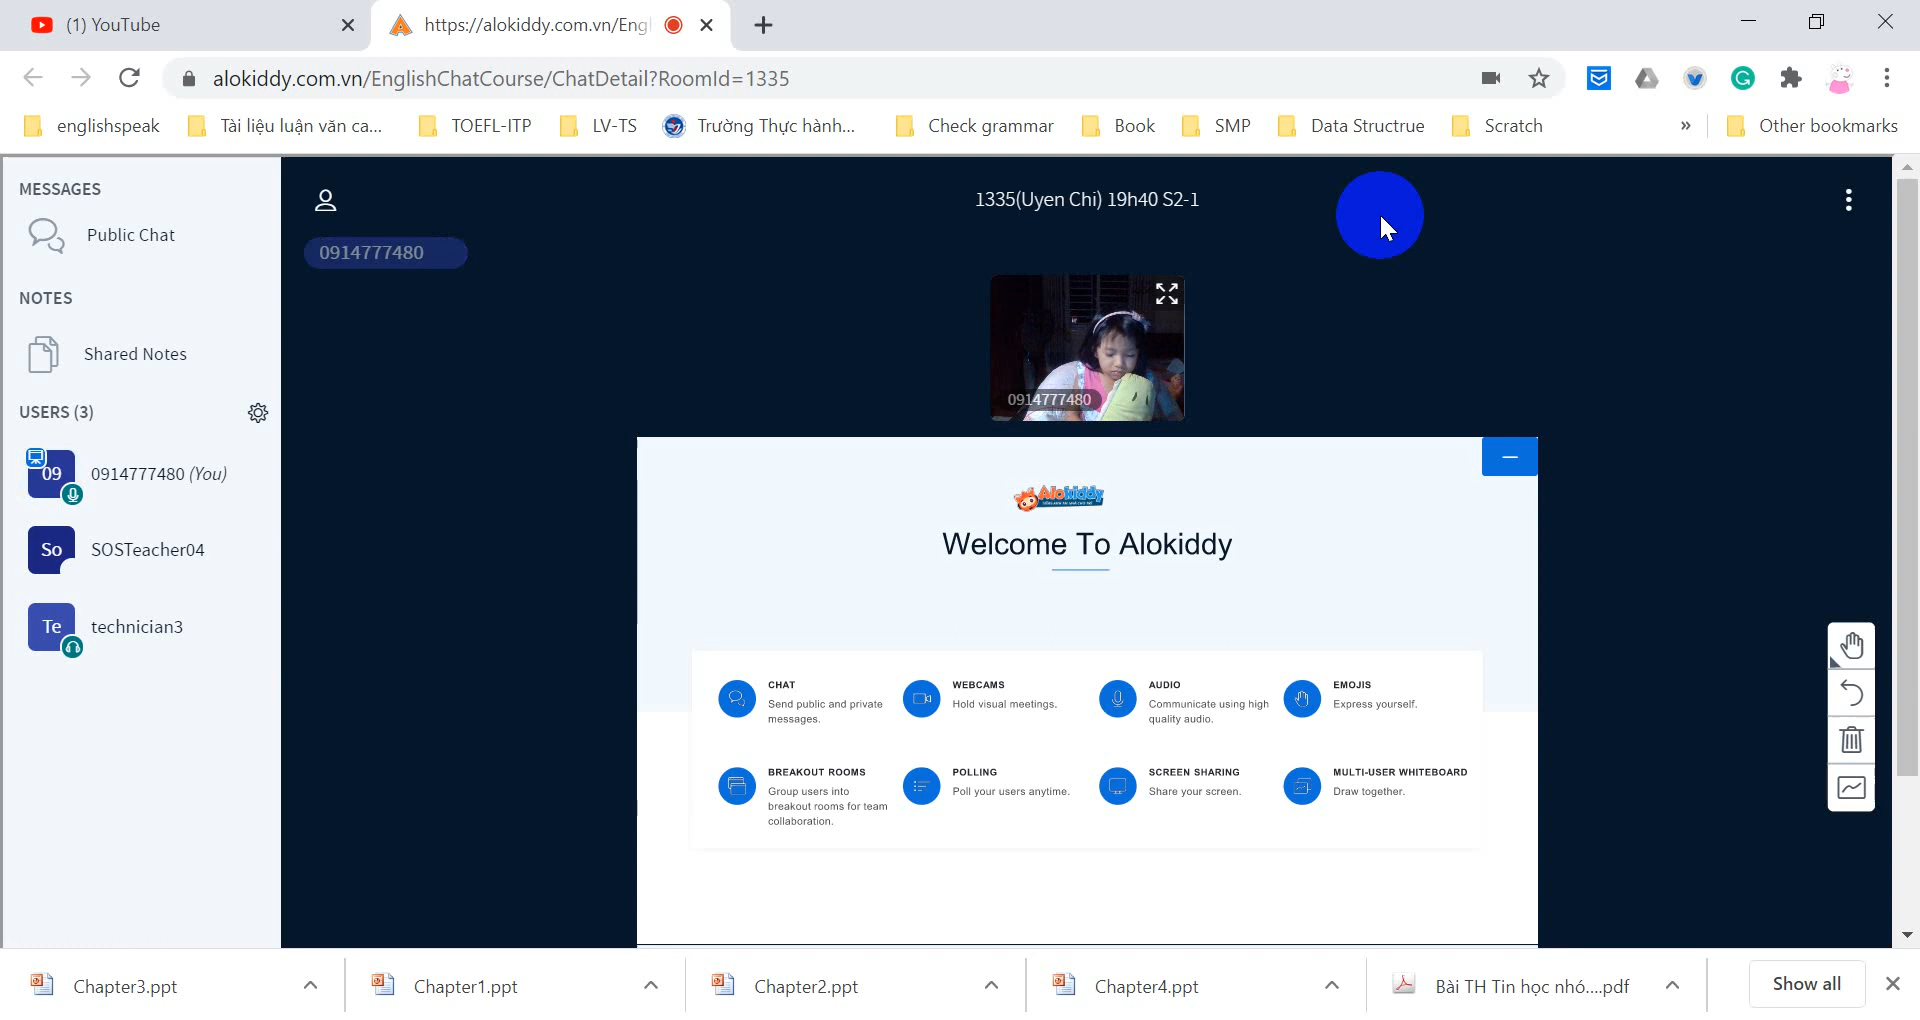 (1) YouTube
https://alokiddy.com.vn/Engl
alokiddy.com.vn/EnglishChatCourse/ChatDetail?RoomId=1335
englishspeak
Tài liệu luận văn ca...
TOEFL-ITP
LV-TS
Trường Thực hành...
Check grammar
Book
SMP
Data Structrue
Scratch
»
Other bookmarks
MESSAGES
Public Chat
NOTES
Shared Notes
USERS (3)
09
0914777480 (You)
So
SOSTeacher04
Te
technician3
1335(Uyen Chi) 19h40 S2-1
0914777480
0914777480
Alokiddy
Welcome To Alokiddy
CHAT
Send public and private
messages.
WEBCAMS
Hold visual meetings.
AUDIO
Communicate using high
quality audio.
EMOJIS
Express yourself.
BREAKOUT ROOMS
Group users into
breakout rooms for team
collaboration.
POLLING
Poll your users anytime.
SCREEN SHARING
Share your screen.
MULTI-USER WHITEBOARD
Draw together.
Chapter3.ppt
Chapter1.ppt
Chapter2.ppt
Chapter4.ppt
Bài TH Tin học nhó....pdf
Show all